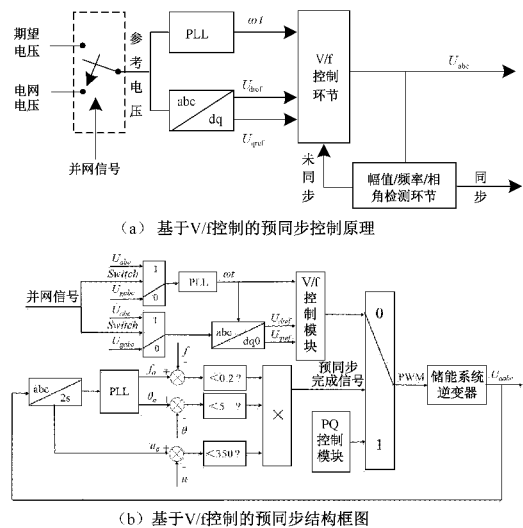 期望
电压
电网
电压
并网信号
参
考
电
压
PLL
ωt
abc
dq
U_dref
U_qref
V/f
控制
环节
U_abc
未
同
步
幅值/频率/相
角检测环节
同
步
（a） 基于V/f控制的预同步控制原理
并网信号
U_abc
Switch
U_gabc
1
0
PLL
ωt
Switch
U_gabc
1
0
abc
dq0
U_dref
U_qref
V/f
控
制
模
块
abc
2s
PLL
f
<0.2?
θ
<5 ?
<350?
u
×
预同步
完成信号
PQ
控制
模块
0
1
PWM
储能系统
逆变器
（b）基于V/f控制的预同步结构框图